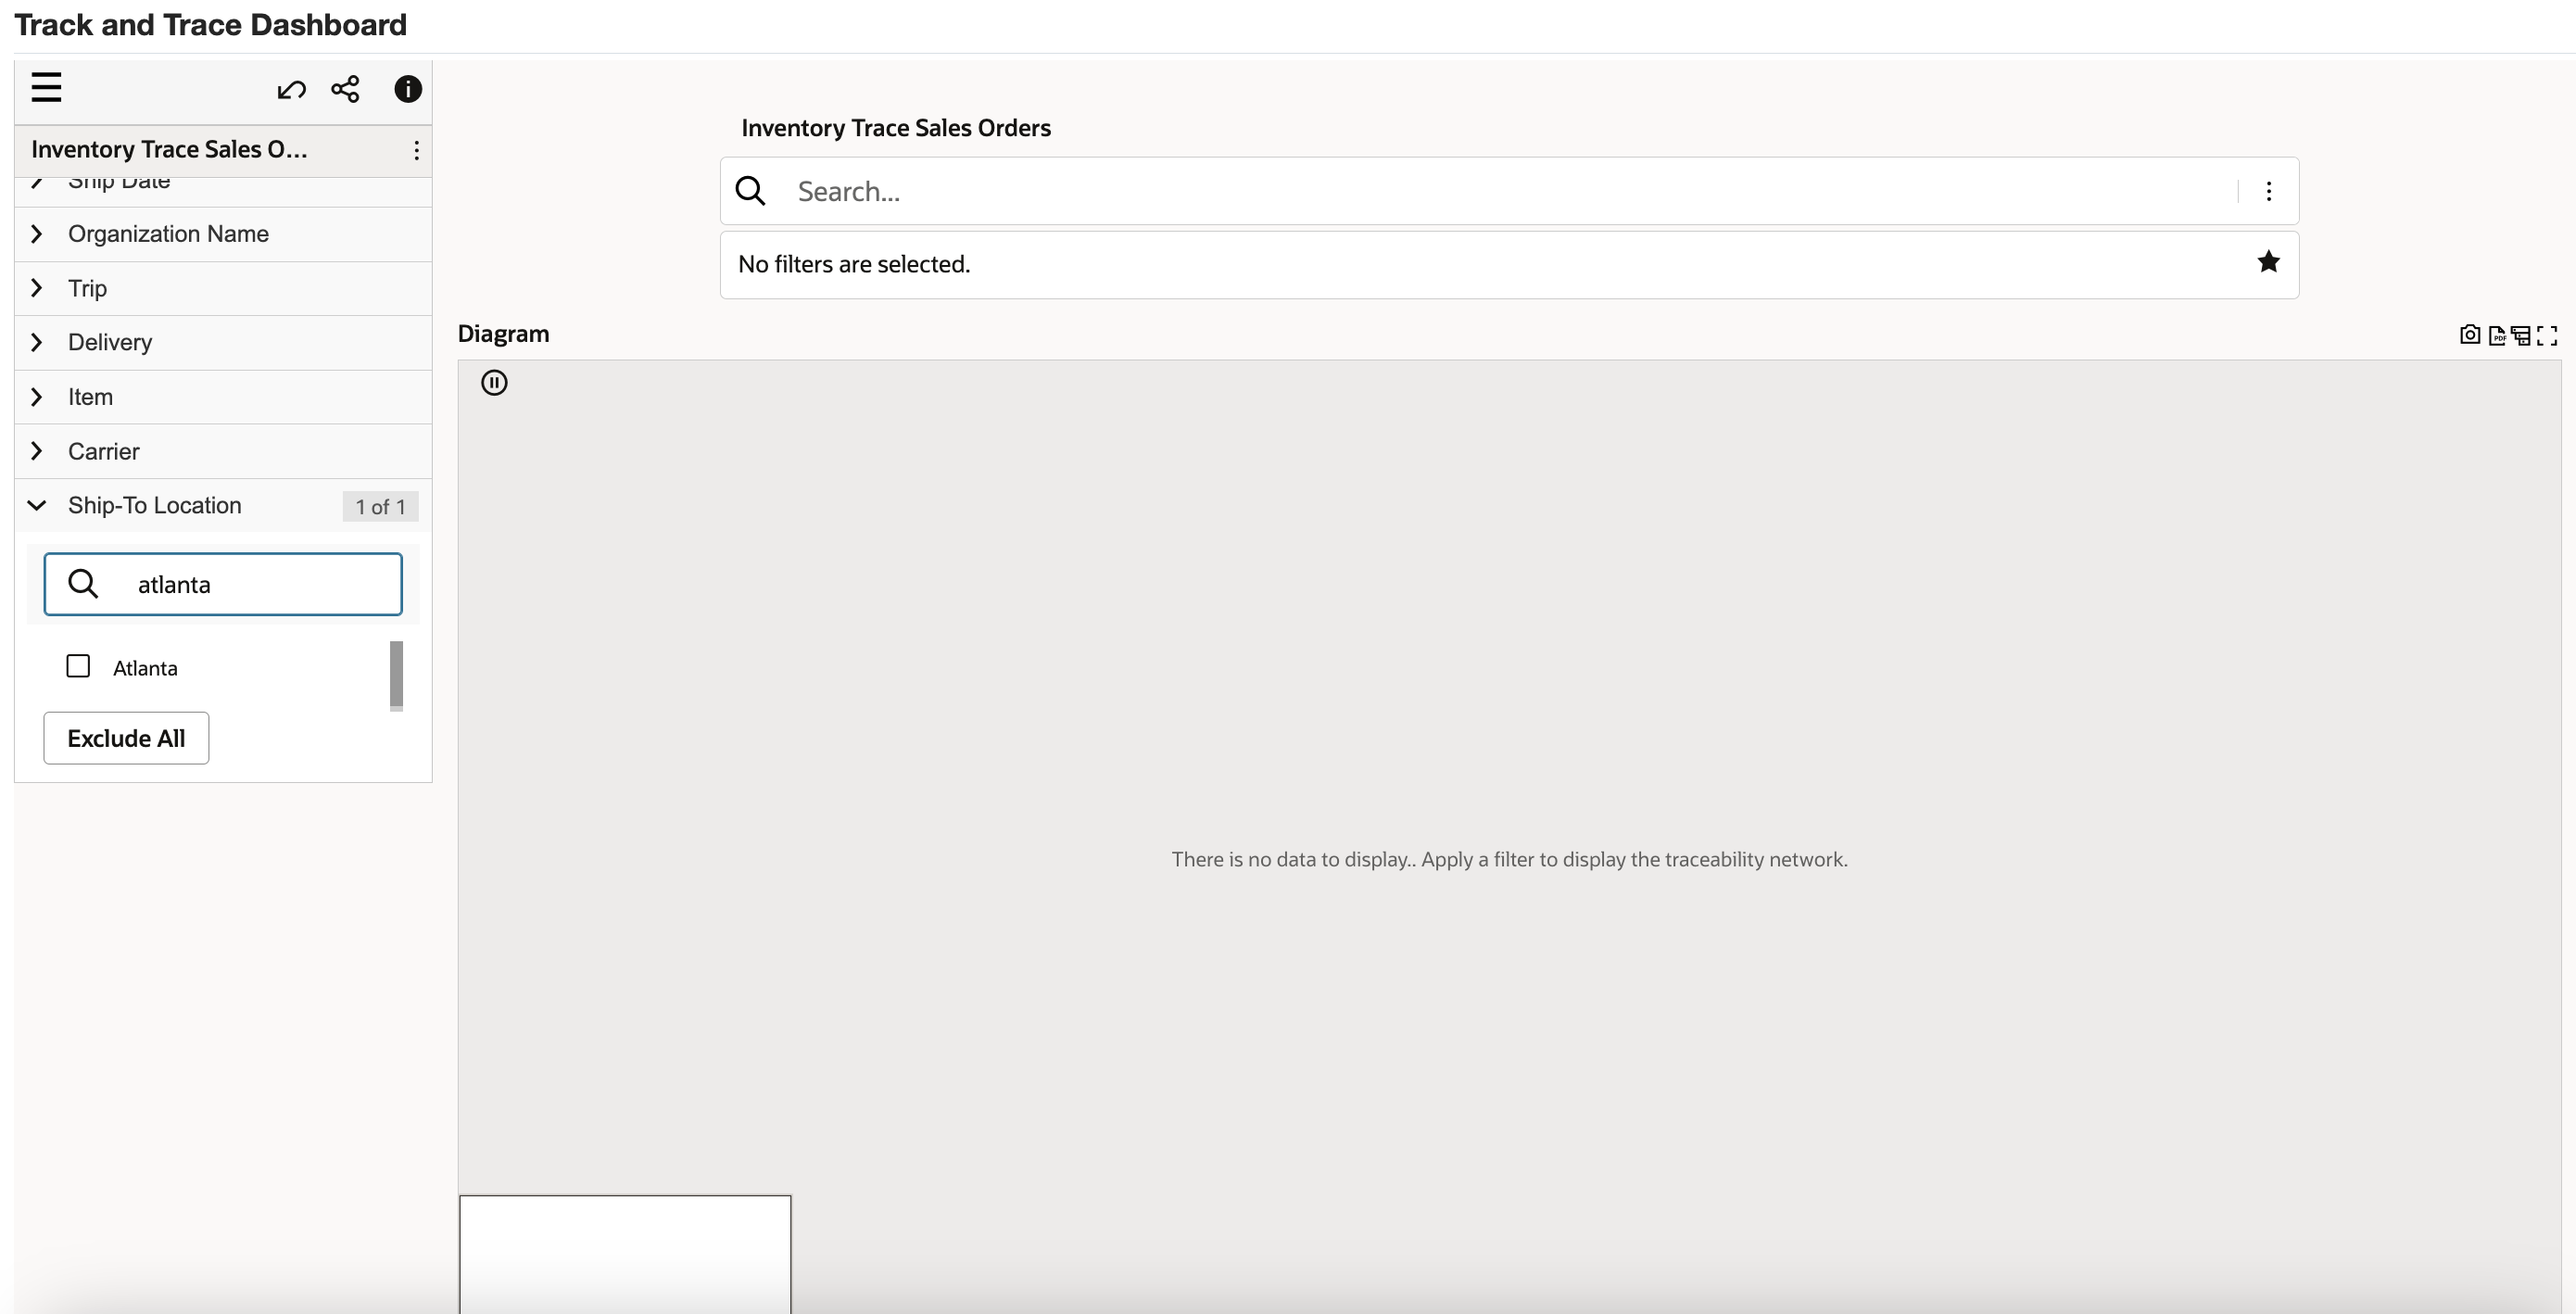 Track and Trace Dashboard
Inventory Trace Sales O...
Ship Date
Organization Name
Trip
Delivery
Item
Carrier
Ship-To Location 1 of 1
atlanta
Atlanta
Exclude All
Inventory Trace Sales Orders
Search...
No filters are selected.
Diagram
PDF
There is no data to display.. Apply a filter to display the traceability network.